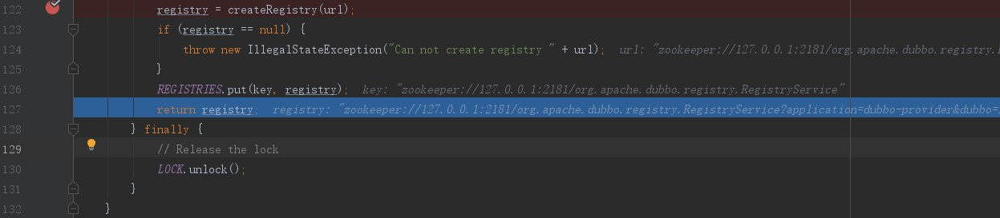 122 registry = createRegistry(url);
123 if (registry == null) {
124 throw new IllegalStateException("Can not create registry " + url); url: "zookeeper://127.0.0.1:2181/org.apache.dubbo.registry.
125 }
126 REGISTRIES.put(key, registry); key: "zookeeper://127.0.0.1:2181/org.apache.dubbo.registry.RegistryService"
127 return registry; registry: "zookeeper://127.0.0.1:2181/org.apache.dubbo.registry.RegistryService?application=dubbo-provider&dubbo=
128 } finally {
129 // Release the lock
130 LOCK.unlock();
131 }
132 }